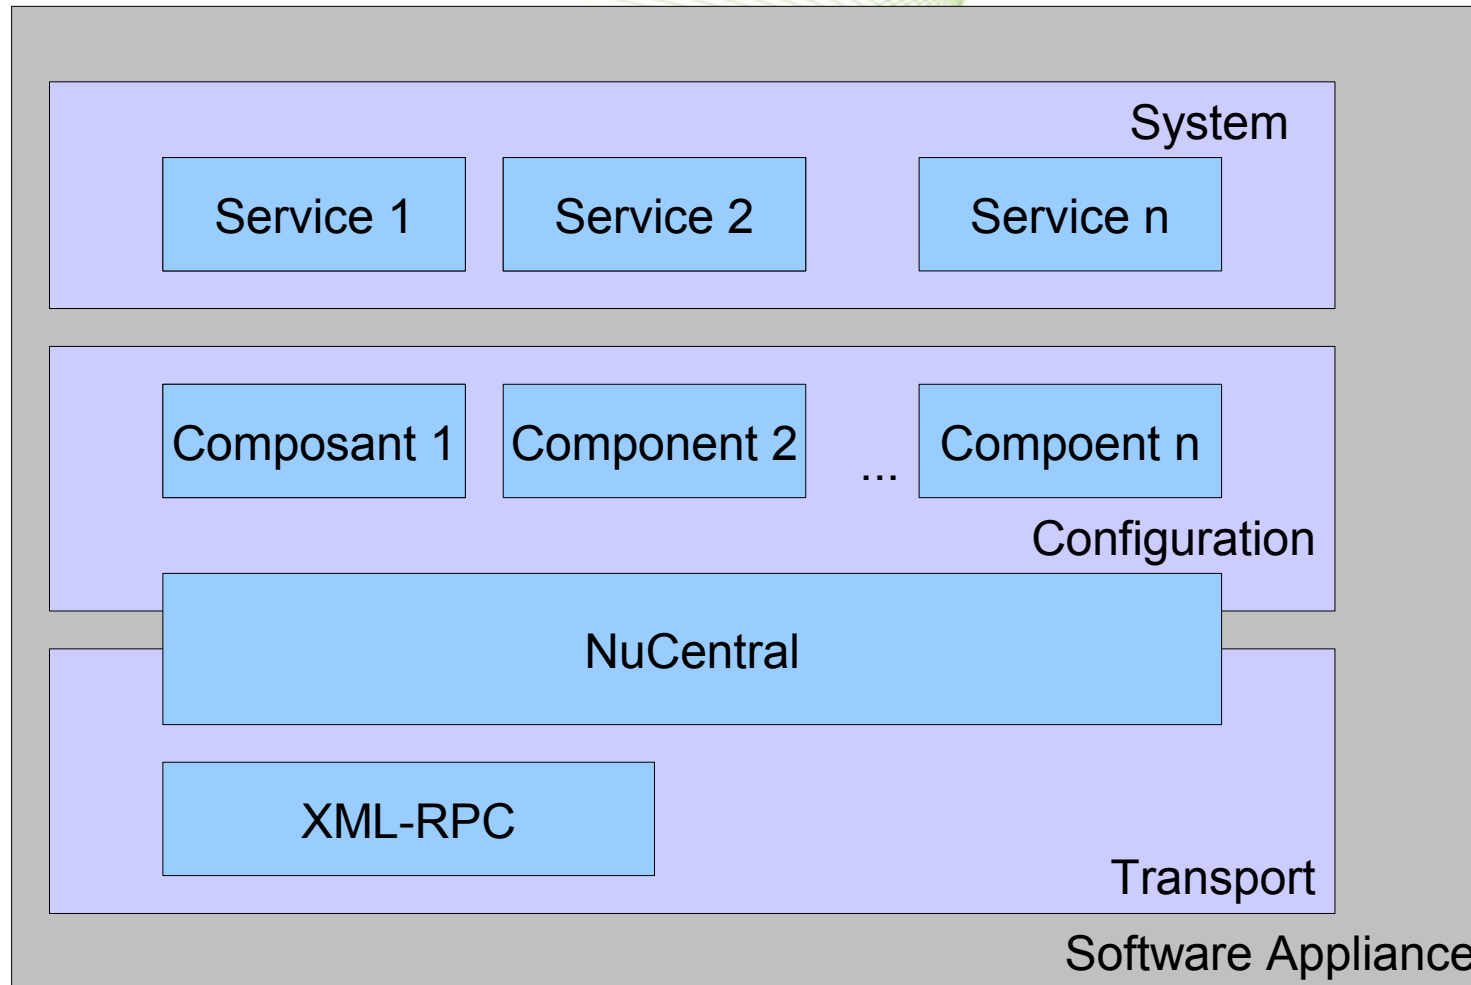 System
Service 1
Service 2
Service n
Composant 1
Component 2
...
Compoent n
Configuration
NuCentral
XML-RPC
Transport
Software Appliance